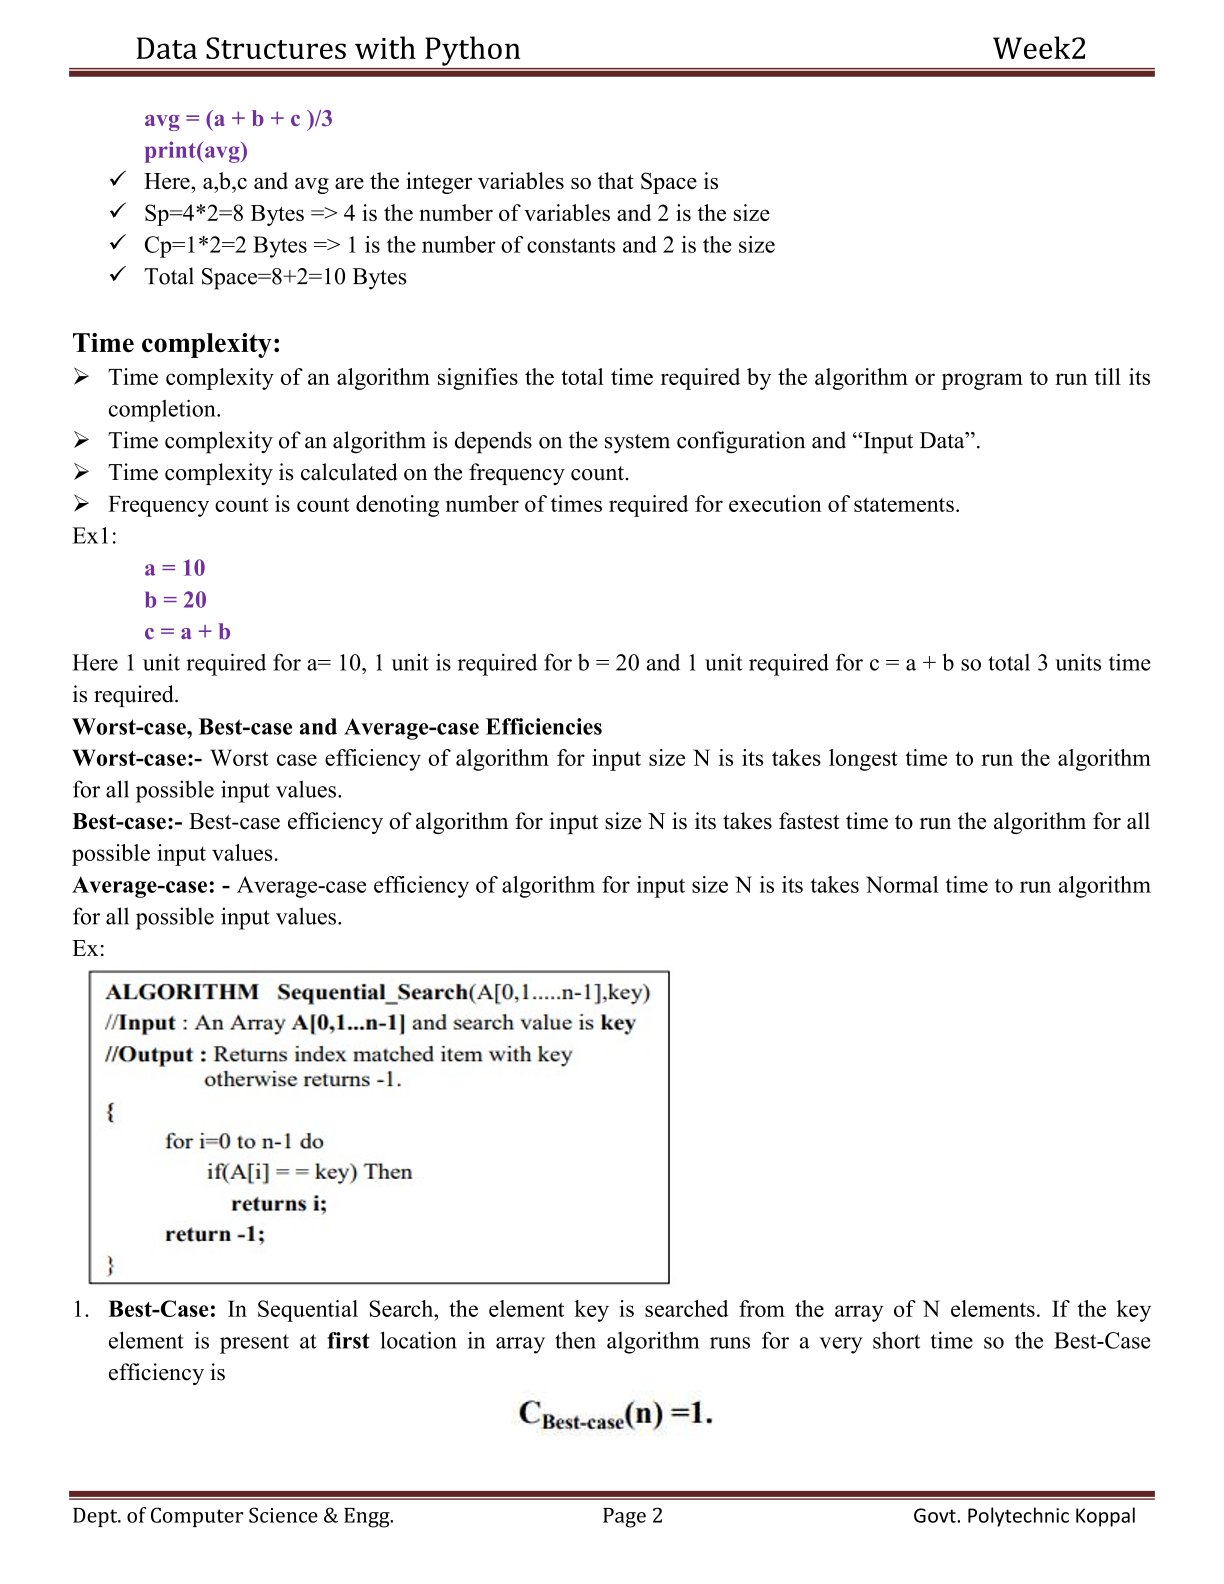 Data Structures with Python Week2
avg = (a + b + c )/3
print(avg)
✓ Here, a,b,c and avg are the integer variables so that Space is
✓ Sp=4*2=8 Bytes => 4 is the number of variables and 2 is the size
✓ Cp=1*2=2 Bytes => 1 is the number of constants and 2 is the size
✓ Total Space=8+2=10 Bytes
Time complexity:
➢ Time complexity of an algorithm signifies the total time required by the algorithm or program to run till its
completion.
➢ Time complexity of an algorithm is depends on the system configuration and “Input Data”.
➢ Time complexity is calculated on the frequency count.
➢ Frequency count is count denoting number of times required for execution of statements.
Ex1:
a = 10
b = 20
c = a + b
Here 1 unit required for a= 10, 1 unit is required for b = 20 and 1 unit required for c = a + b so total 3 units time
is required.
Worst-case, Best-case and Average-case Efficiencies
Worst-case:- Worst case efficiency of algorithm for input size N is its takes longest time to run the algorithm
for all possible input values.
Best-case:- Best-case efficiency of algorithm for input size N is its takes fastest time to run the algorithm for all
possible input values.
Average-case: - Average-case efficiency of algorithm for input size N is its takes Normal time to run algorithm
for all possible input values.
Ex:
ALGORITHM Sequential_Search(A[0,1.....n-1],key)
//Input : An Array A[0,1...n-1] and search value is key
//Output : Returns index matched item with key
otherwise returns -1.
{
for i=0 to n-1 do
if(A[i] = = key) Then
returns i;
return -1;
}
1. Best-Case: In Sequential Search, the element key is searched from the array of N elements. If the key
element is present at first location in array then algorithm runs for a very short time so the Best-Case
efficiency is
C Best-case(n) =1.
Dept. of Computer Science & Engg. Page 2 Govt. Polytechnic Koppal